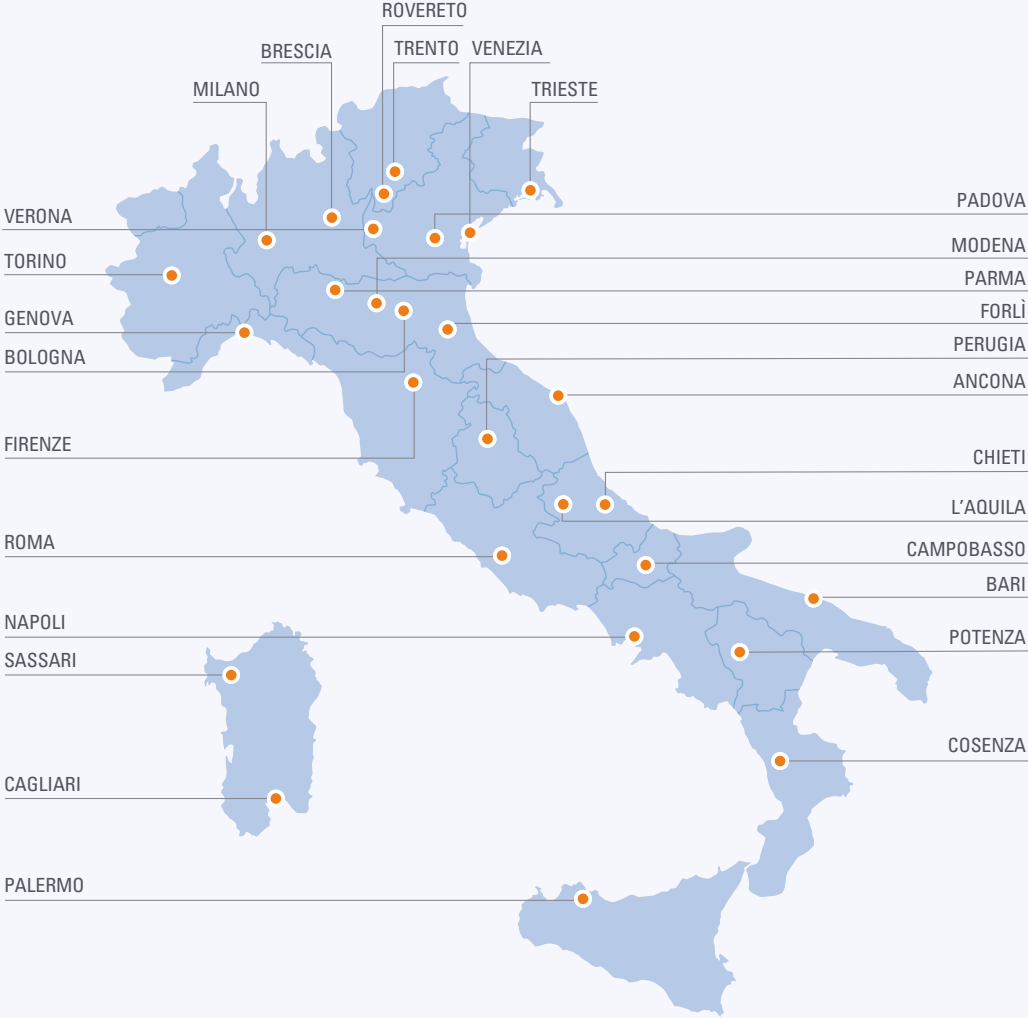 ROVERETO
BRESCIA
TRENTO
VENEZIA
MILANO
TRIESTE
VERONA
PADOVA
TORINO
MODENA
PARMA
GENOVA
FORLÌ
BOLOGNA
PERUGIA
ANCONA
FIRENZE
CHIETI
L'AQUILA
ROMA
CAMPOBASSO
BARI
NAPOLI
POTENZA
SASSARI
COSENZA
CAGLIARI
PALERMO